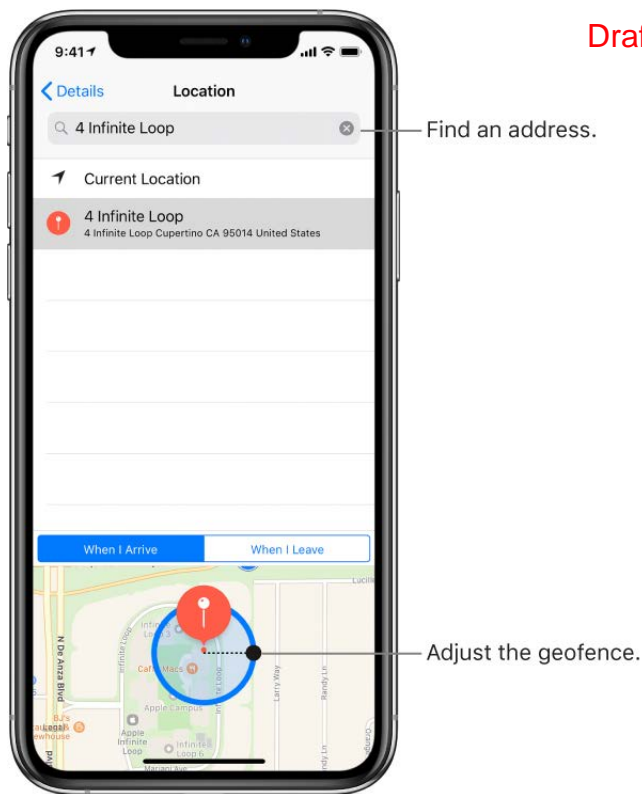 Draf
9:41
Details
Location
4 Infinite Loop
Find an address.
Current Location
4 Infinite Loop
4 Infinite Loop Cupertino CA 95014 United States
When I Arrive
When I Leave
Infinite Loop
N De Anza Blvd
Caffè Macs
Adjust the geofence.
Larry Way
Randy Ln
BJ's
Apple Campus
Apple
Infinite
Loop
Infinite
Loop 6
Mariani Ave